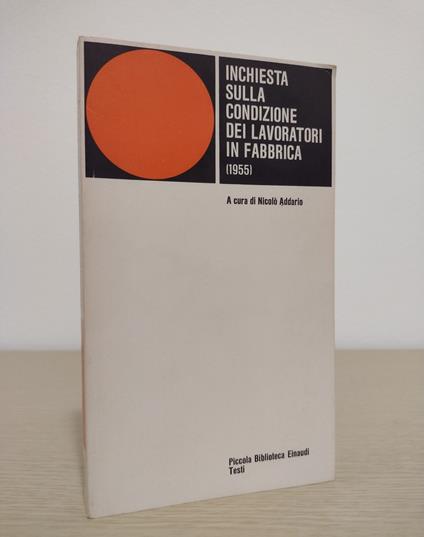 INCHIESTA
SULLA
CONDIZIONE
DEI LAVORATORI
IN FABBRICA
(1955)
A cura di Nicolò Addario
Piccola Biblioteca Einaudi
Testi